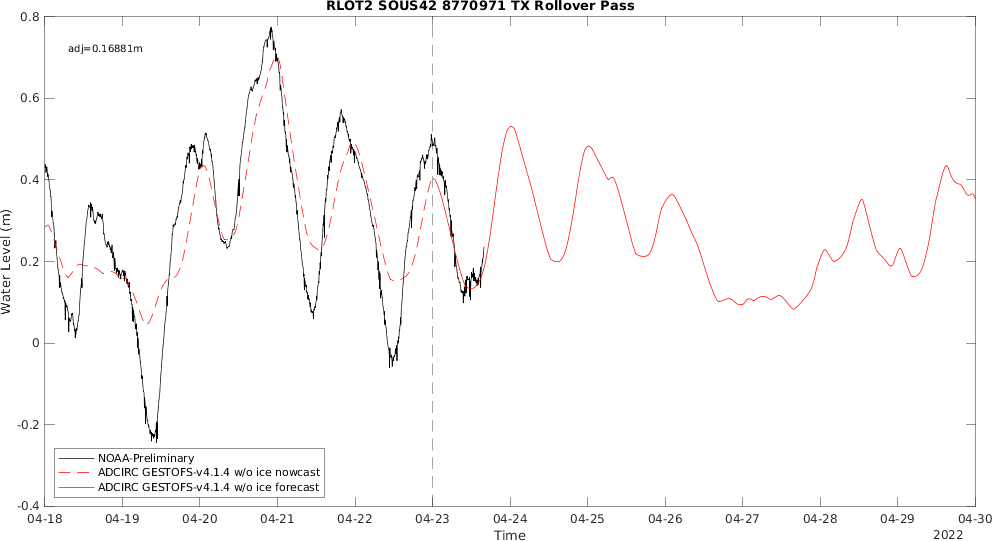 RLOT2 SOUS42 8770971 TX Rollover Pass
adj=0.16881m
Water Level (m)
0.8
0.6
0.4
0.2
0
-0.2
-0.4
NOAA-Preliminary
ADCIRC GESTOFS-v4.1.4 w/o ice nowcast
ADCIRC GESTOFS-v4.1.4 w/o ice forecast
04-18 04-19 04-20 04-21 04-22 04-23 04-24 04-25 04-26 04-27 04-28 04-29 04-30
Time
2022